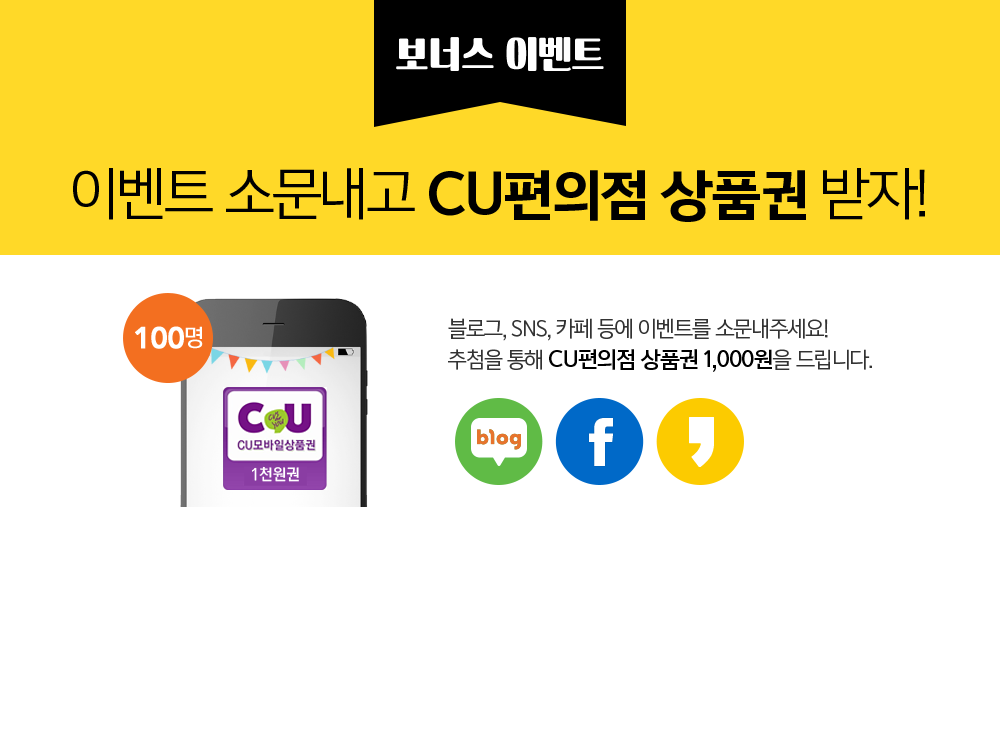 보너스 이벤트
이벤트 소문내고 CU편의점 상품권 받자!
100명
CU
CU모바일상품권
1천원권
블로그, SNS, 카페 등에 이벤트를 소문내주세요!
추첨을 통해 CU편의점 상품권 1,000원을 드립니다.
blog
f